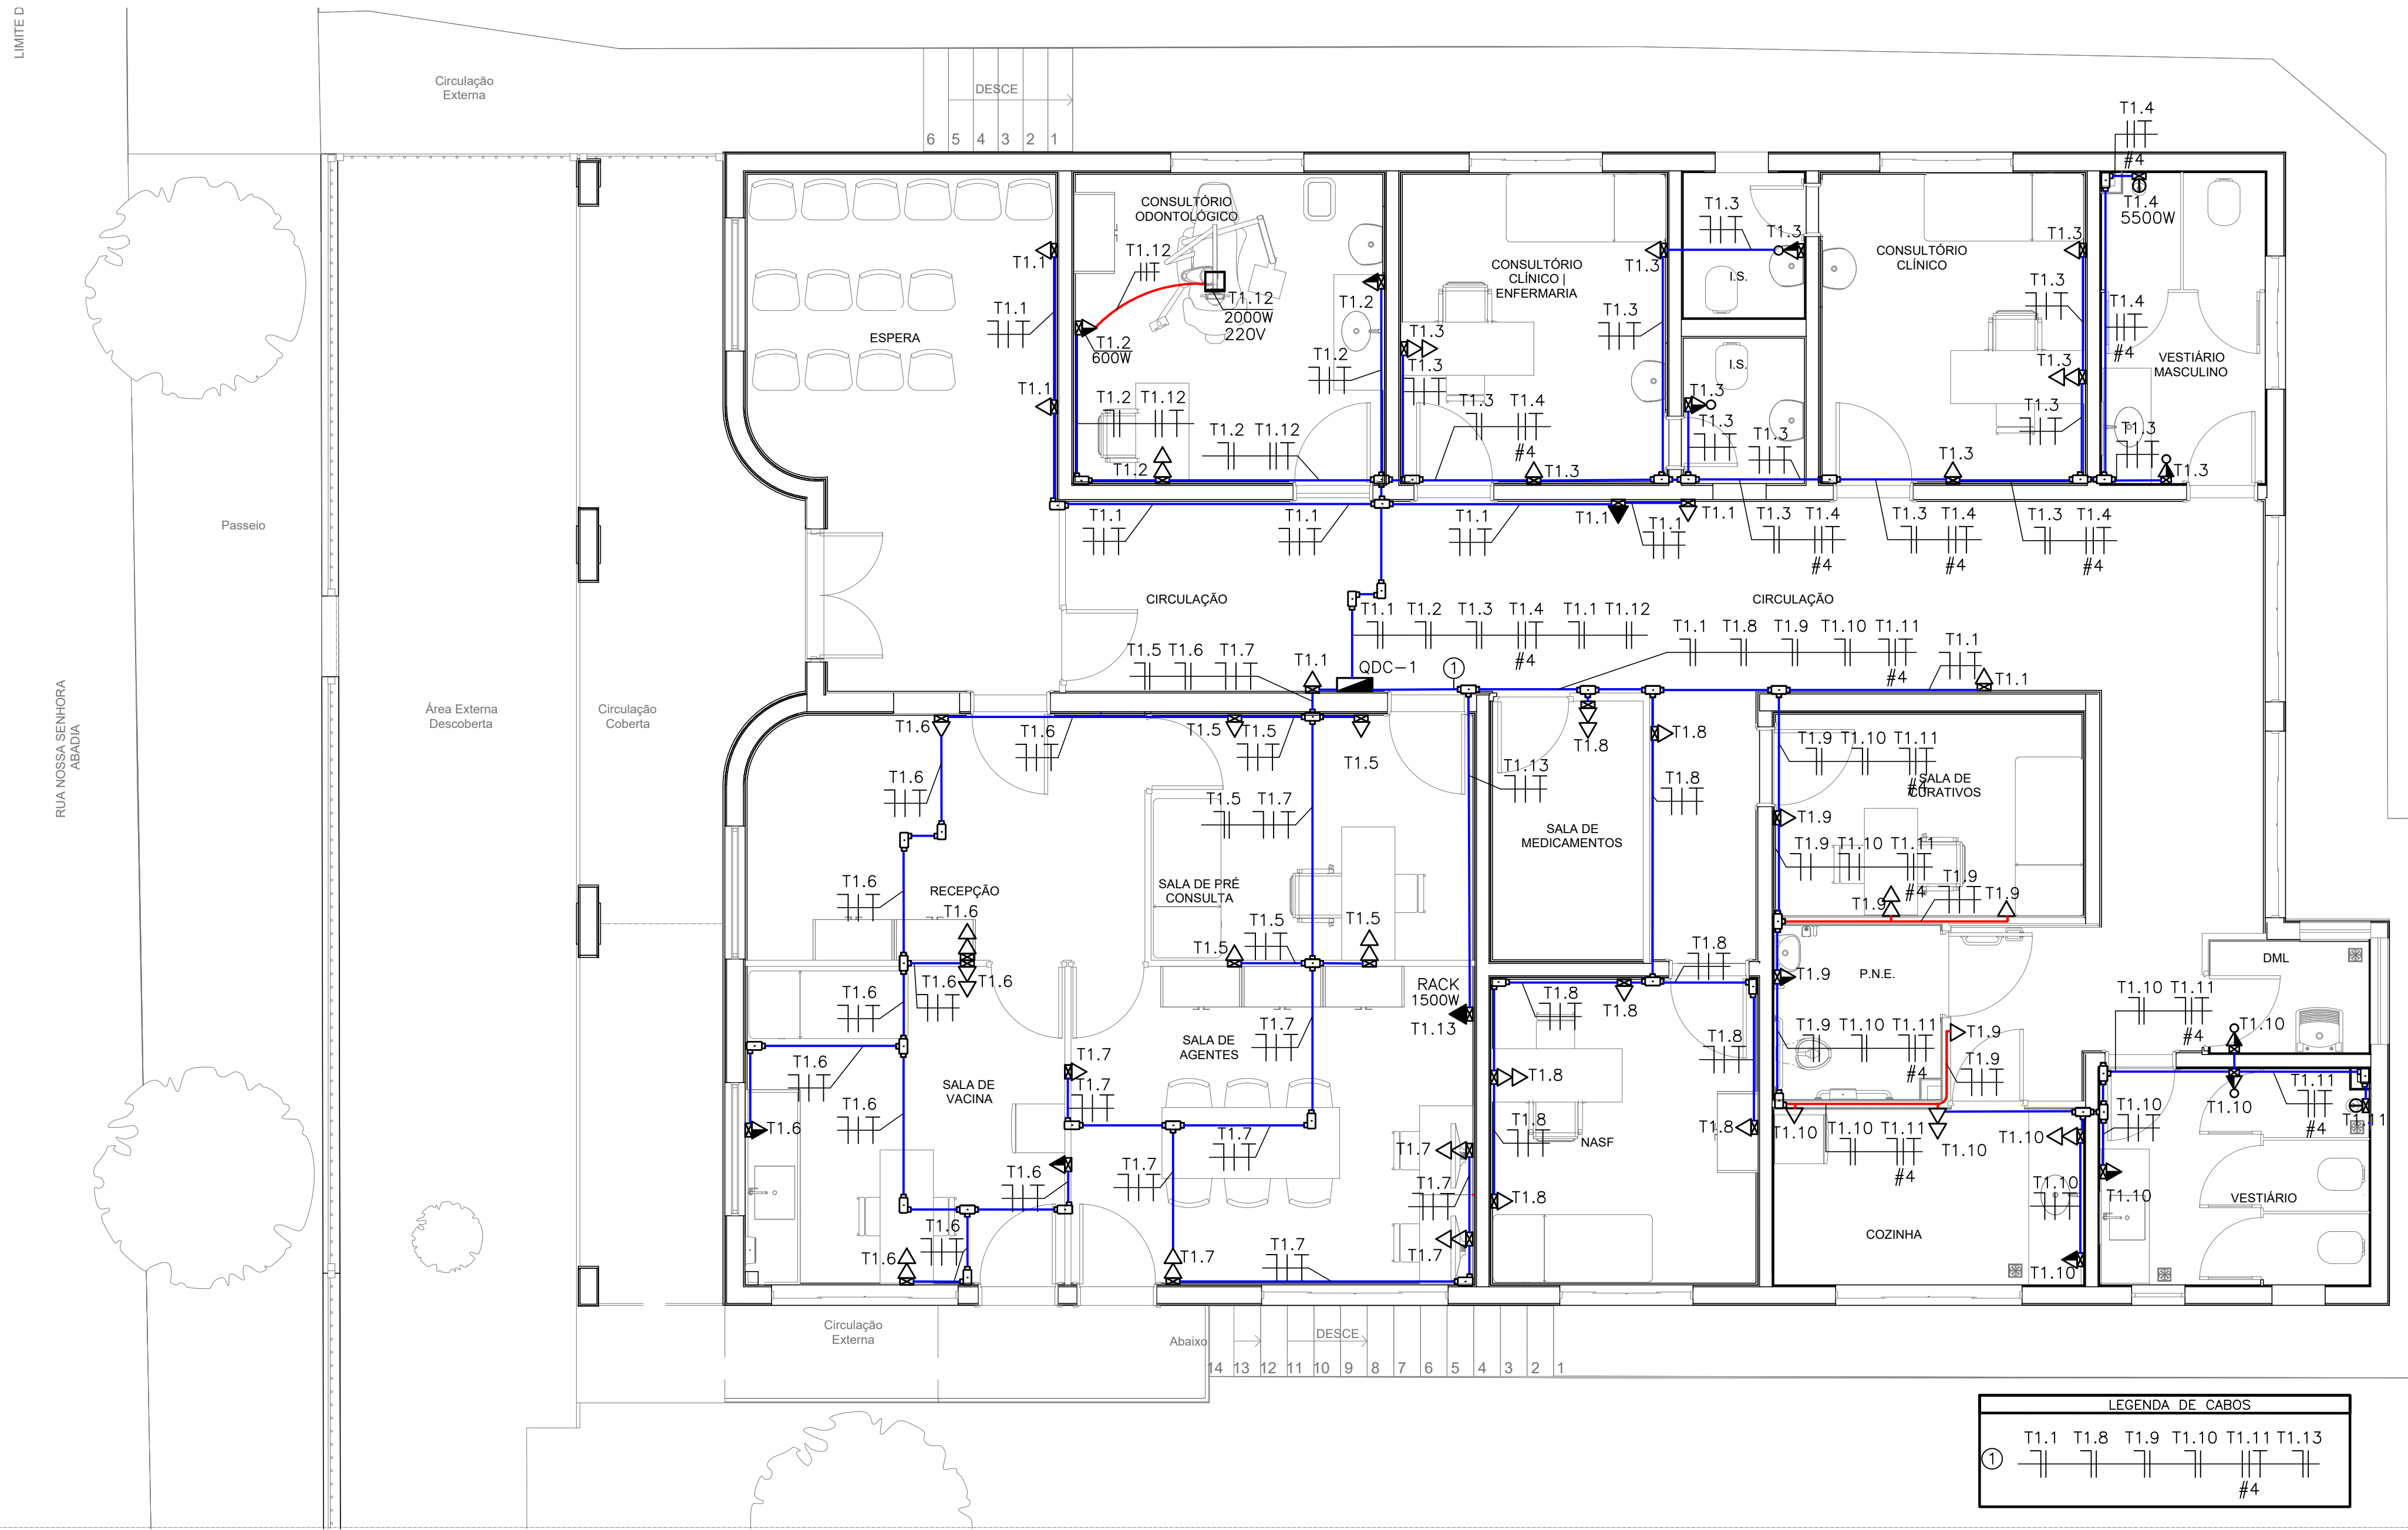 LIMITE D
Circulação
Externa
DESCE
6 5 4 3 2 1
T1.4
#4
T1.4
5500W
CONSULTÓRIO
ODONTOLÓGICO
T1.12
T1.12
2000W
220V
T1.2
600W
T1.2
T1.2
T1.2 T1.12
T1.2 T1.12
T1.2
ESPERA
T1.1
T1.1
T1.1
CONSULTÓRIO
CLÍNICO |
ENFERMARIA
T1.3
T1.3
T1.3
T1.3
T1.3 T1.4
#4
T1.3
T1.3
T1.3
I.S.
I.S.
T1.3
T1.3
T1.3
CONSULTÓRIO
CLÍNICO
T1.3
T1.3
T1.3
T1.3
T1.3
T1.4
#4
VESTIÁRIO
MASCULINO
T1.3
T1.3
Passeio
T1.1
T1.1
T1.1
T1.1
T1.1
T1.1
T1.3 T1.4
#4
T1.3 T1.4
#4
T1.3 T1.4
#4
CIRCULAÇÃO
CIRCULAÇÃO
T1.1 T1.2 T1.3 T1.4 T1.1 T1.12
#4
T1.1 T1.8 T1.9 T1.10 T1.11
#4
T1.1
T1.1
T1.5 T1.6 T1.7
T1.1
QDC-1
1
RUA NOSSA SENHORA
ABADIA
Área Externa
Descoberta
Circulação
Coberta
T1.6
T1.6
T1.5
T1.5
T1.5
T1.6
T1.13
T1.8
T1.8
T1.8
T1.5 T1.7
T1.9 T1.10 T1.11
#4
SALA DE
CURATIVOS
T1.9
T1.9 T1.10 T1.11
#4
T1.9
T1.9
T1.9
SALA DE
MEDICAMENTOS
T1.6
RECEPÇÃO
T1.6
SALA DE PRÉ
CONSULTA
T1.5
T1.5
T1.5
T1.6
T1.6
T1.6
T1.8
RACK
1500W
T1.13
T1.8
T1.8
T1.8
P.N.E.
T1.9
T1.9 T1.10 T1.11
#4
T1.9
T1.9
DML
T1.10 T1.11
#4
T1.10
T1.10
T1.11
#4
T1.11
T1.10
T1.6
T1.6
T1.6
SALA DE
VACINA
SALA DE
AGENTES
T1.7
T1.7
T1.7
T1.7
T1.7
T1.7
T1.7
T1.7
T1.7
T1.7
T1.6
T1.6
T1.6
T1.8
T1.8
T1.8
T1.8
NASF
T1.10
T1.10 T1.11
#4
T1.10
T1.10
T1.10
T1.10
T1.10
COZINHA
VESTIÁRIO
Circulação
Externa
Abaixo
DESCE
14 13 12 11 10 9 8 7 6 5 4 3 2 1
LEGENDA DE CABOS
1
T1.1 T1.8 T1.9 T1.10 T1.11 T1.13
#4